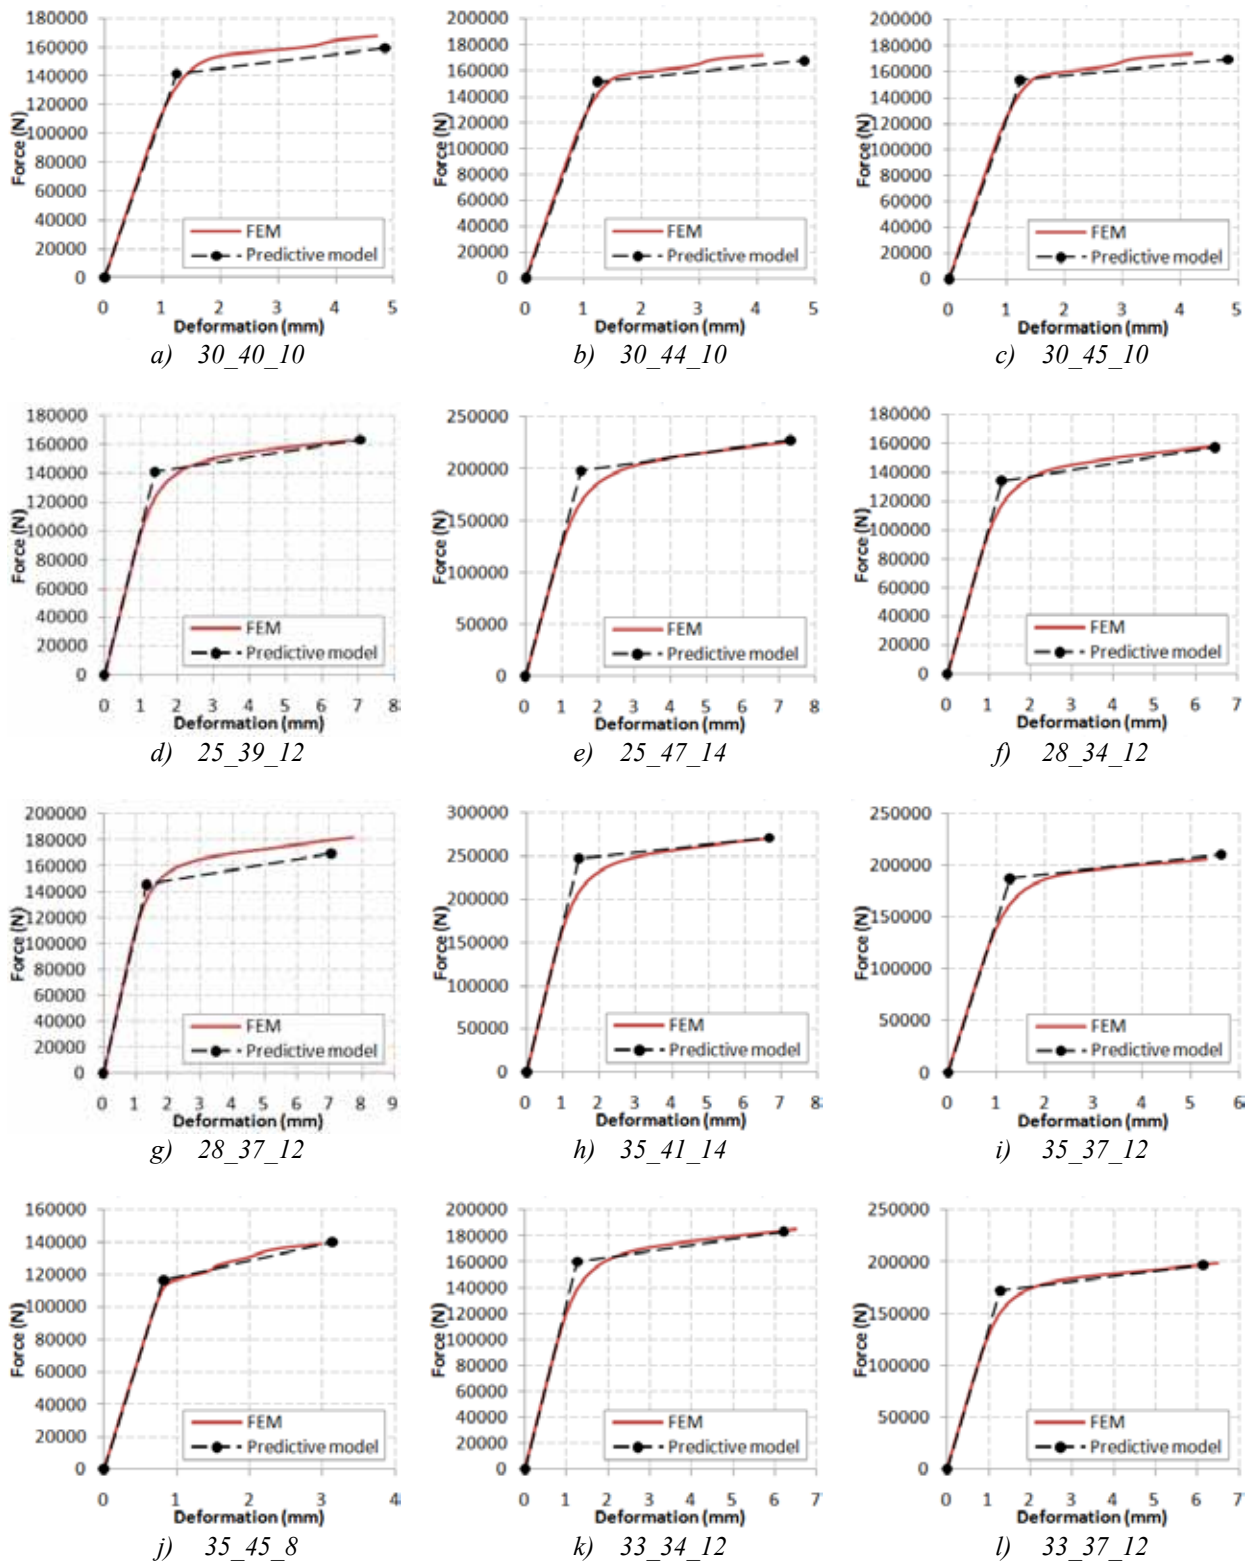 180000
160000
140000
120000
100000
80000
60000
40000
20000
0
Force (N)
FEM
Predictive model
0 1 2 3 4 5
Deformation (mm)
a) 30_40_10
200000
180000
160000
140000
120000
100000
80000
60000
40000
20000
0
Force (N)
FEM
Predictive model
0 1 2 3 4 5
Deformation (mm)
b) 30_44_10
200000
180000
160000
140000
120000
100000
80000
60000
40000
20000
0
Force (N)
FEM
Predictive model
0 1 2 3 4 5
Deformation (mm)
c) 30_45_10
180000
160000
140000
120000
100000
80000
60000
40000
20000
0
Force (N)
FEM
Predictive model
0 1 2 3 4 5 6 7 8
Deformation (mm)
d) 25_39_12
250000
200000
150000
100000
50000
0
Force (N)
FEM
Predictive model
0 1 2 3 4 5 6 7 8
Deformation (mm)
e) 25_47_14
180000
160000
140000
120000
100000
80000
60000
40000
20000
0
Force (N)
FEM
Predictive model
0 1 2 3 4 5 6 7
Deformation (mm)
f) 28_34_12
200000
180000
160000
140000
120000
100000
80000
60000
40000
20000
0
Force (N)
FEM
Predictive model
0 1 2 3 4 5 6 7 8 9
Deformation (mm)
g) 28_37_12
300000
250000
200000
150000
100000
50000
0
Force (N)
FEM
Predictive model
0 1 2 3 4 5 6 7 8
Deformation (mm)
h) 35_41_14
250000
200000
150000
100000
50000
0
Force (N)
FEM
Predictive model
0 1 2 3 4 5 6
Deformation (mm)
i) 35_37_12
160000
140000
120000
100000
80000
60000
40000
20000
0
Force (N)
FEM
Predictive model
0 1 2 3 4
Deformation (mm)
j) 35_45_8
200000
180000
160000
140000
120000
100000
80000
60000
40000
20000
0
Force (N)
FEM
Predictive model
0 1 2 3 4 5 6 7
Deformation (mm)
k) 33_34_12
250000
200000
150000
100000
50000
0
Force (N)
FEM
Predictive model
0 1 2 3 4 5 6 7
Deformation (mm)
l) 33_37_12